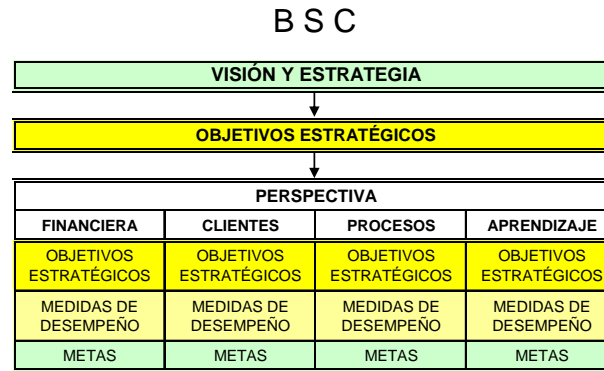 B S C
VISIÓN Y ESTRATEGIA
OBJETIVOS ESTRATÉGICOS
PERSPECTIVA
FINANCIERA CLIENTES PROCESOS APRENDIZAJE
OBJETIVOS OBJETIVOS OBJETIVOS OBJETIVOS
ESTRATÉGICOS ESTRATÉGICOS ESTRATÉGICOS ESTRATÉGICOS
MEDIDAS DE MEDIDAS DE MEDIDAS DE MEDIDAS DE
DESEMPEÑO DESEMPEÑO DESEMPEÑO DESEMPEÑO
METAS METAS METAS METAS